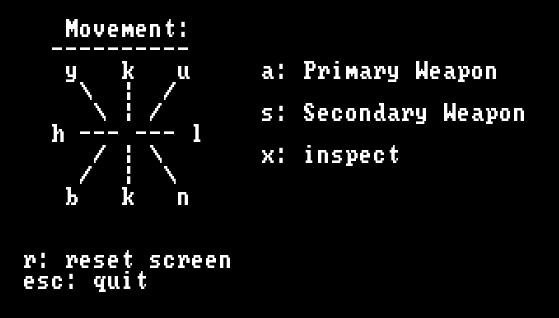 Movement:
y k u
a: Primary Weapon
s: Secondary Weapon
h --- --- l
x: inspect
b k n
r: reset screen
esc: quit